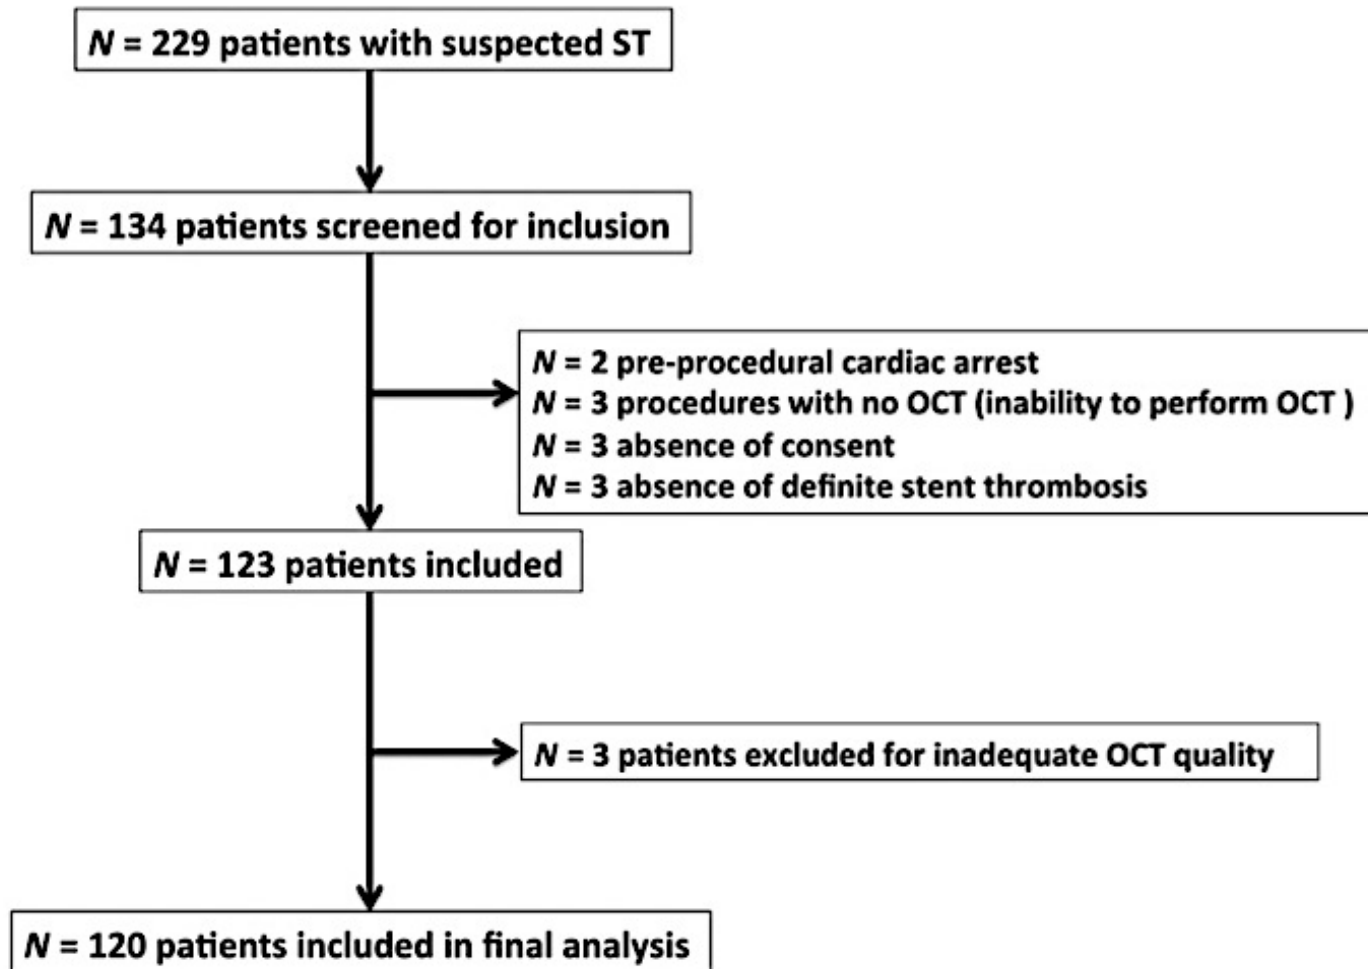 N = 229 patients with suspected ST
N = 134 patients screened for inclusion
N = 2 pre-procedural cardiac arrest
N = 3 procedures with no OCT (inability to perform OCT )
N = 3 absence of consent
N = 3 absence of definite stent thrombosis
N = 123 patients included
N = 3 patients excluded for inadequate OCT quality
N = 120 patients included in final analysis